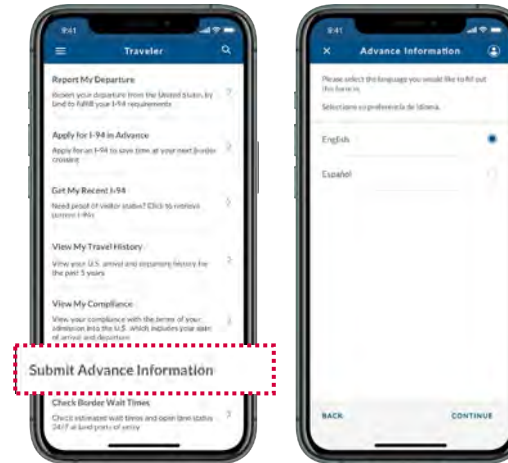 9:41
Traveler
Report My Departure
Report your departure from the United States, by
land to fulfill your I-94 requirements
Apply for I-94 in Advance
Apply for an I-94 to save time at your next border
crossing
Get My Recent I-94
Need proof of visitor status? Click to retrieve
current I-94s
View My Travel History
View your U.S. arrival and departure history for
the past 5 years
View My Compliance
View your compliance with the terms of your
admission into the U.S. which includes your date
of arrival and departure
Submit Advance Information
Check Border Wait Times
Check estimated wait times and open lane status
24/7 at land ports of entry
9:41
Advance Information
Please select the language you would like to fill out
this form in.
Seleccione su preferencia de idioma.
English
Español
BACK
CONTINUE